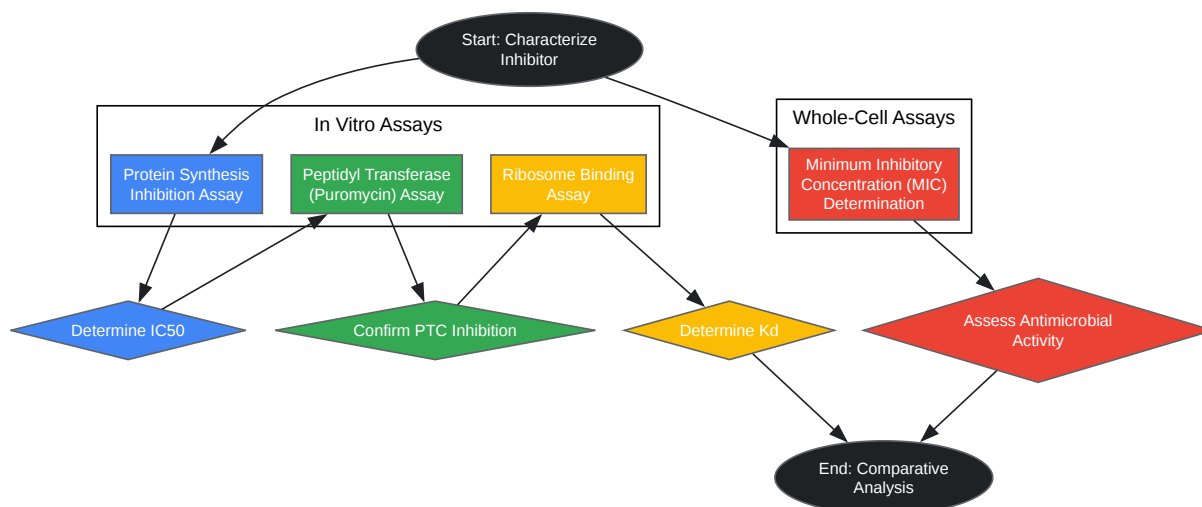 Start: Characterize
Inhibitor
In Vitro Assays
Whole-Cell Assays
Protein Synthesis
Inhibition Assay
Peptidyl Transferase
(Puromycin) Assay
Ribosome Binding
Assay
Minimum Inhibitory
Concentration (MIC)
Determination
Determine IC50
Confirm PTC Inhibition
Determine Kd
Assess Antimicrobial
Activity
End: Comparative
Analysis